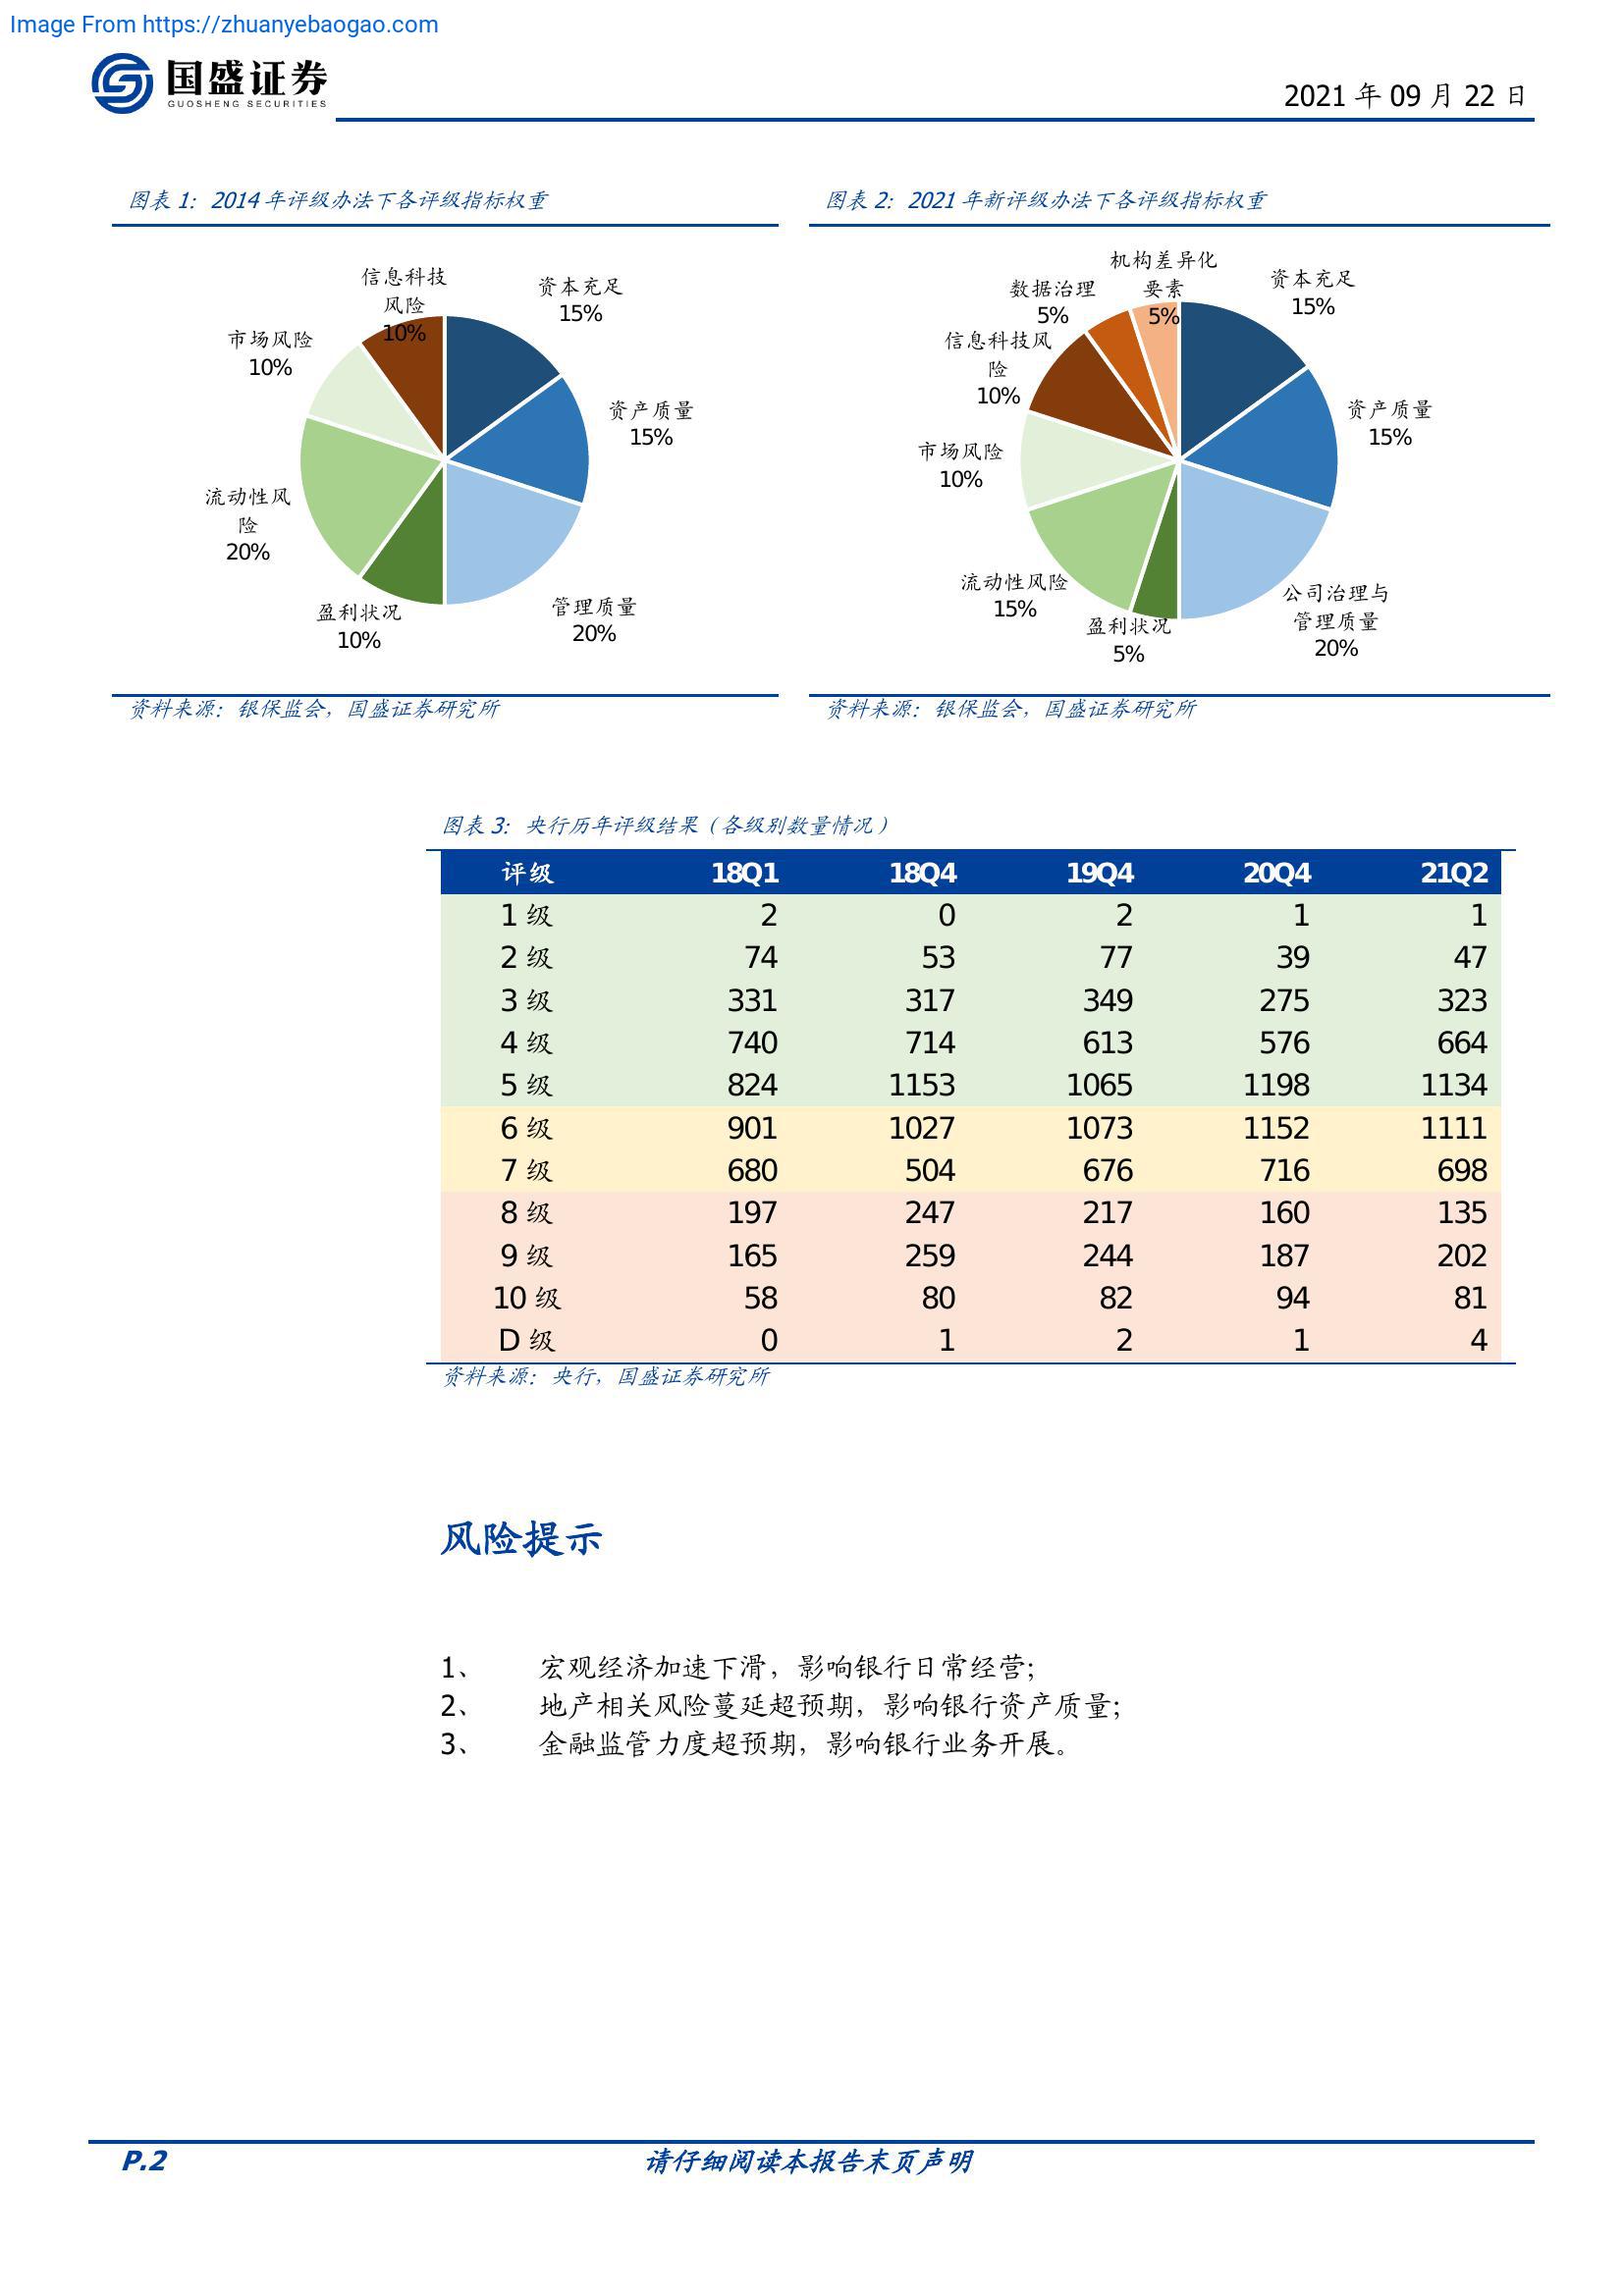 Image From https://zhuanyebaogao.com
国盛证券
GUOSHENG SECURITIES
2021 年 09 月 22 日
图表 1：2014 年评级办法下各评级指标权重
信息科技
风险
10%
资本充足
15%
市场风险
10%
资产质量
15%
流动性风
险
20%
管理质量
20%
盈利状况
10%
资料来源：银保监会，国盛证券研究所
图表 2：2021 年新评级办法下各评级指标权重
机构差异化
要素
5%
资本充足
15%
数据治理
5%
信息科技风
险
10%
资产质量
15%
市场风险
10%
流动性风险
15%
公司治理与
管理质量
20%
盈利状况
5%
资料来源：银保监会，国盛证券研究所
图表 3：央行历年评级结果（各级别数量情况）
评级 18Q1 18Q4 19Q4 20Q4 21Q2
1 级 2 0 2 1 1
2 级 74 53 77 39 47
3 级 331 317 349 275 323
4 级 740 714 613 576 664
5 级 824 1153 1065 1198 1134
6 级 901 1027 1073 1152 1111
7 级 680 504 676 716 698
8 级 197 247 217 160 135
9 级 165 259 244 187 202
10 级 58 80 82 94 81
D 级 0 1 2 1 4
资料来源：央行，国盛证券研究所
风险提示
1、 宏观经济加速下滑，影响银行日常经营；
2、 地产相关风险蔓延超预期，影响银行资产质量；
3、 金融监管力度超预期，影响银行业务开展。
P.2 请仔细阅读本报告末页声明